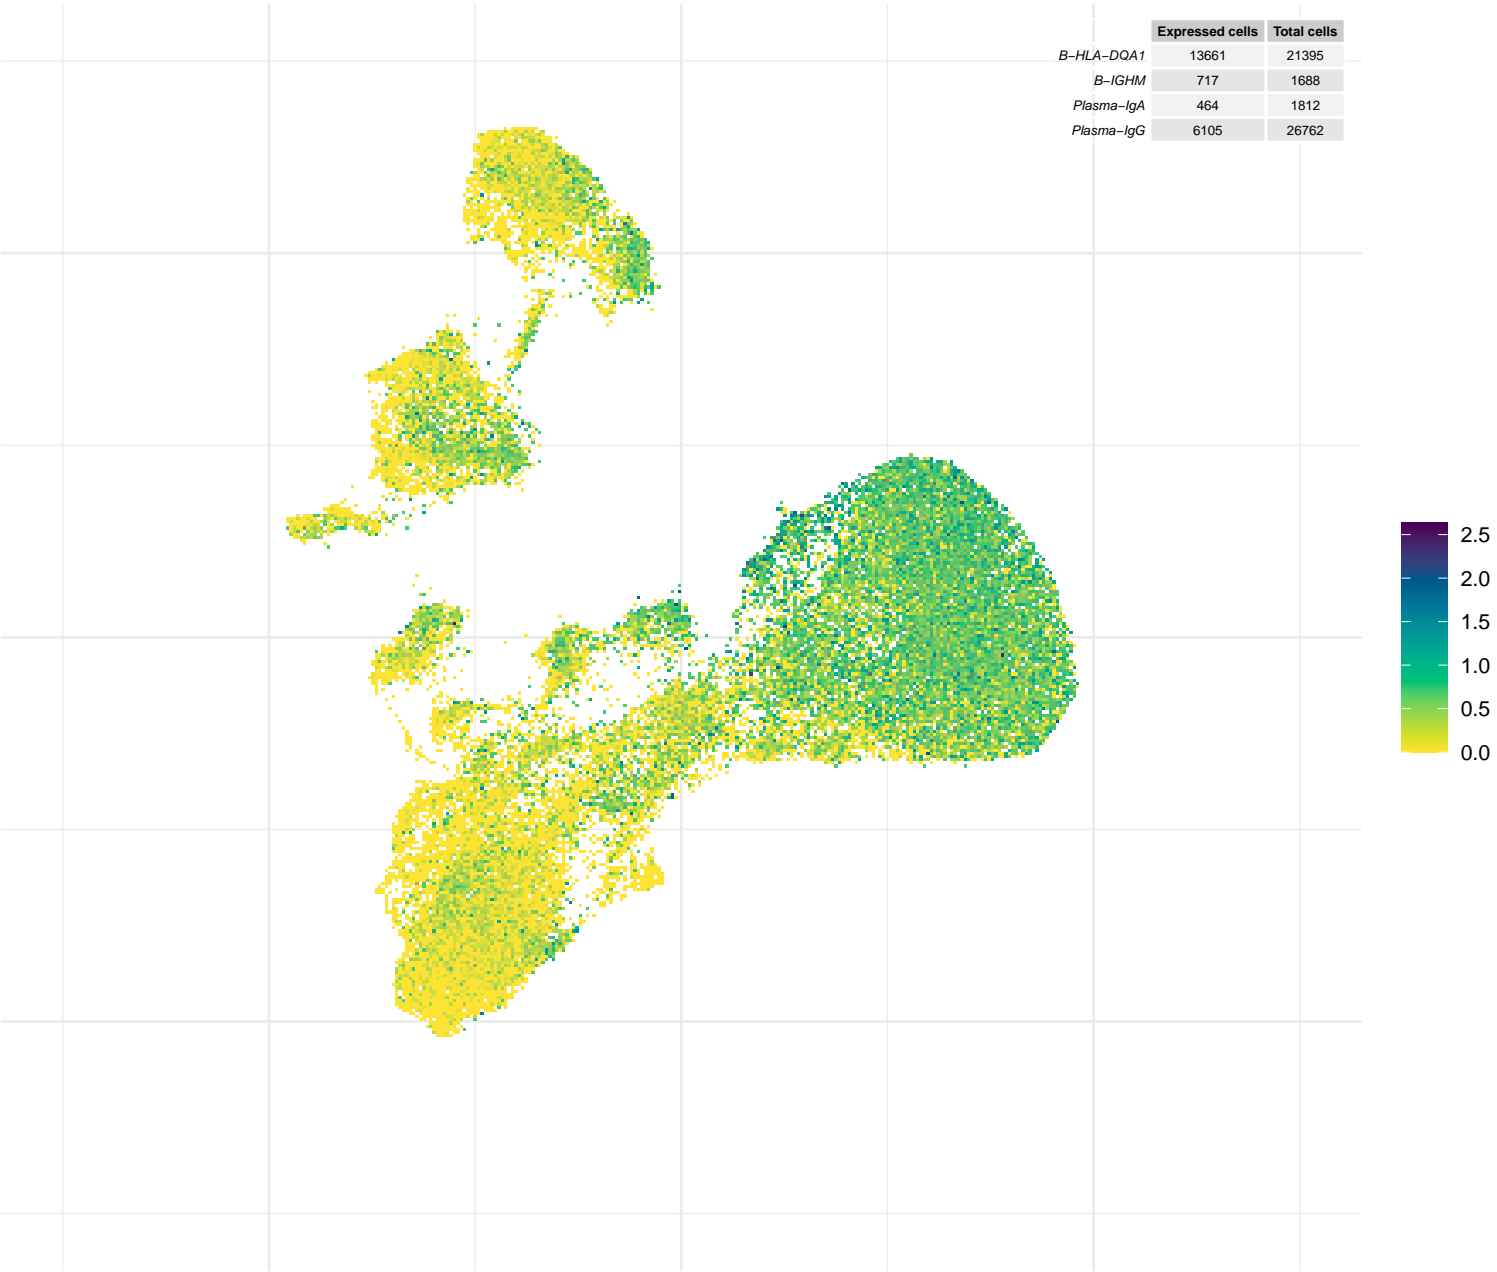 Expressed cells Total cells
B−HLA−DQA1 13661 21395
B−IGHM 717 1688
Plasma−IgA 464 1812
Plasma−IgG 6105 26762
2.5
2.0
1.5
1.0
0.5
0.0